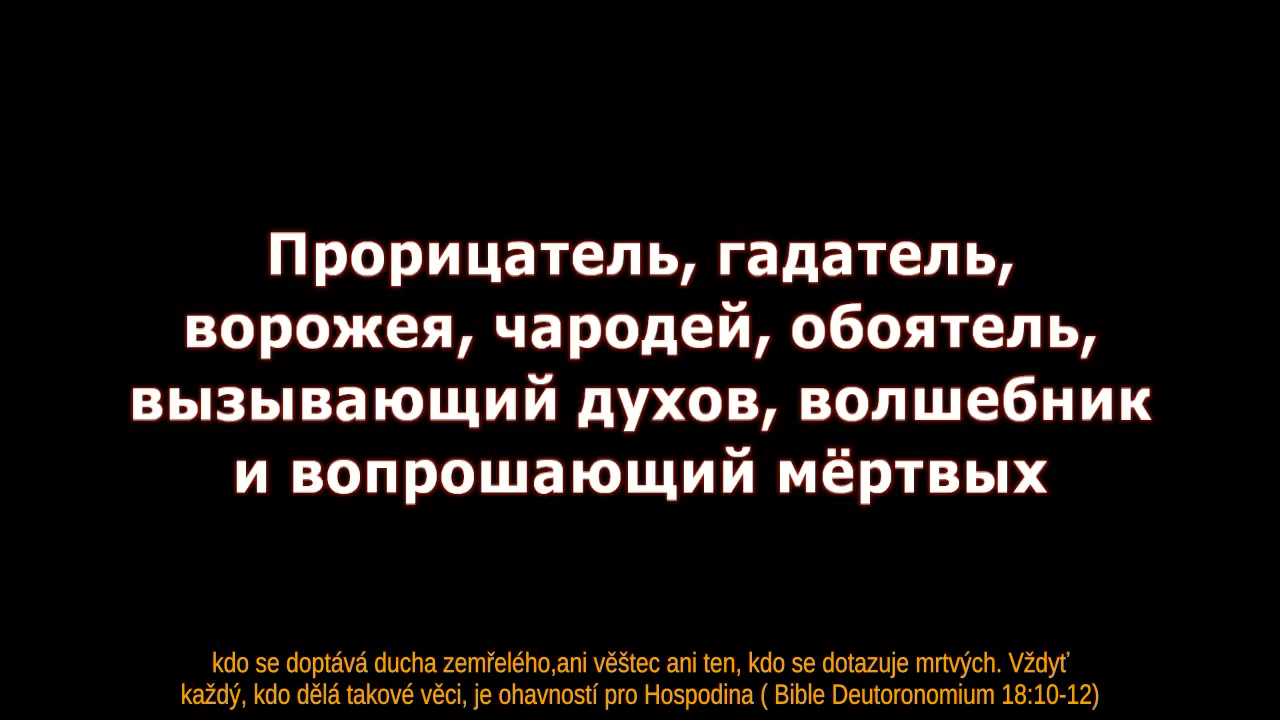 Прорицатель, гадатель,
ворожея, чародей, обоятель,
вызывающий духов, волшебник
и вопрошающий мёртвых
kdo se doptává ducha zemřelého,ani věštec ani ten, kdo se dotazuje mrtvých. Vždyť
každý, kdo dělá takové věci, je ohavností pro Hospodina ( Bible Deutoronomium 18:10-12)